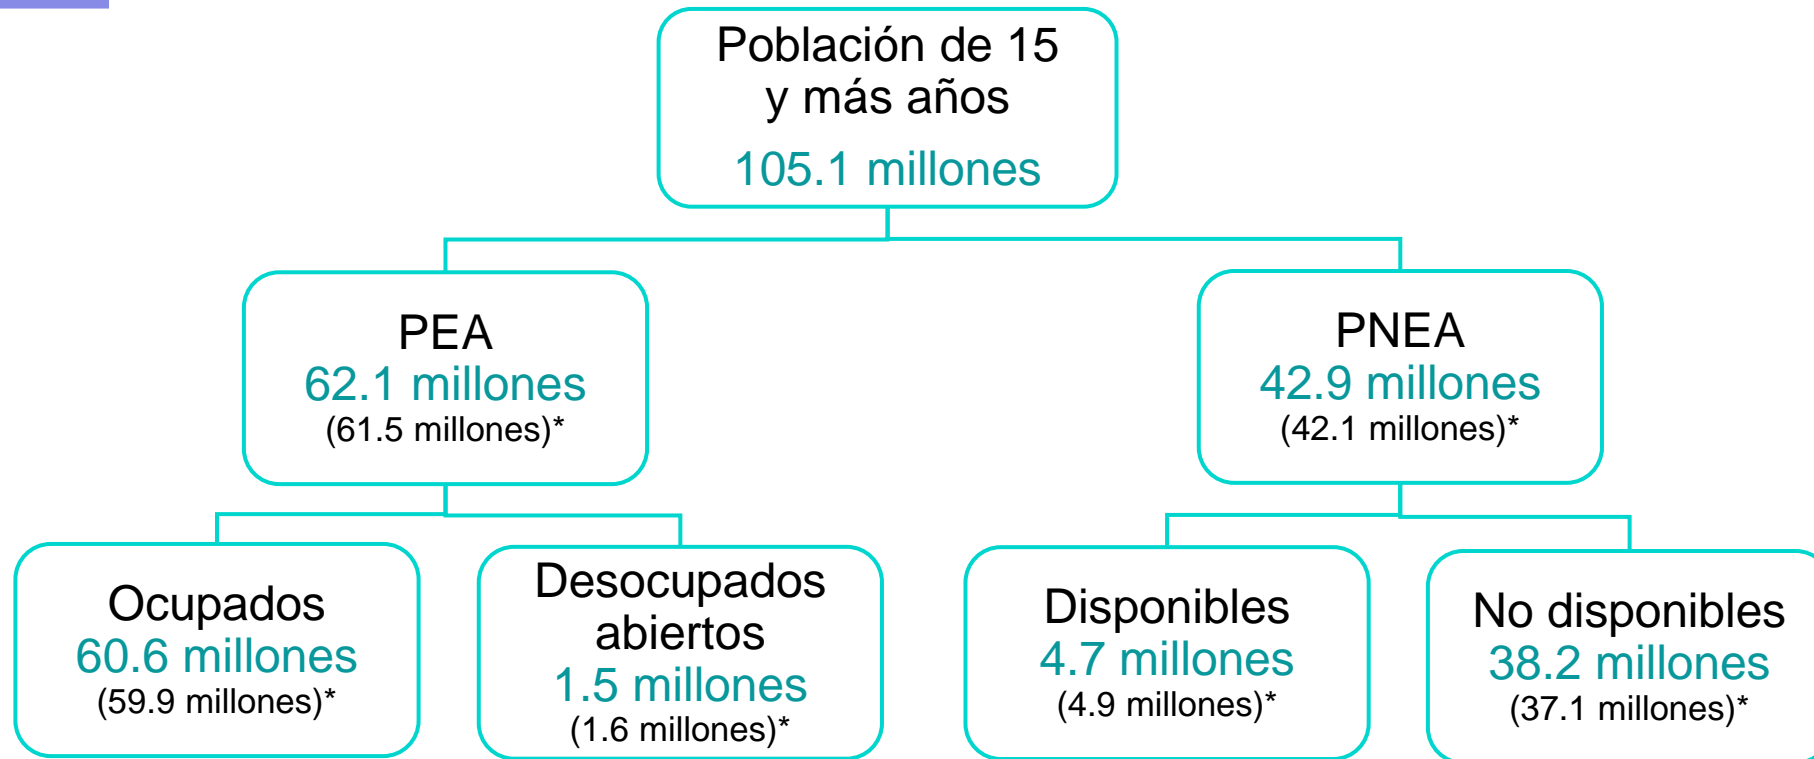 Población de 15
y más años
105.1 millones
PEA
62.1 millones
(61.5 millones)*
PNEA
42.9 millones
(42.1 millones)*
Ocupados
60.6 millones
(59.9 millones)*
Desocupados
abiertos
1.5 millones
(1.6 millones)*
Disponibles
4.7 millones
(4.9 millones)*
No disponibles
38.2 millones
(37.1 millones)*